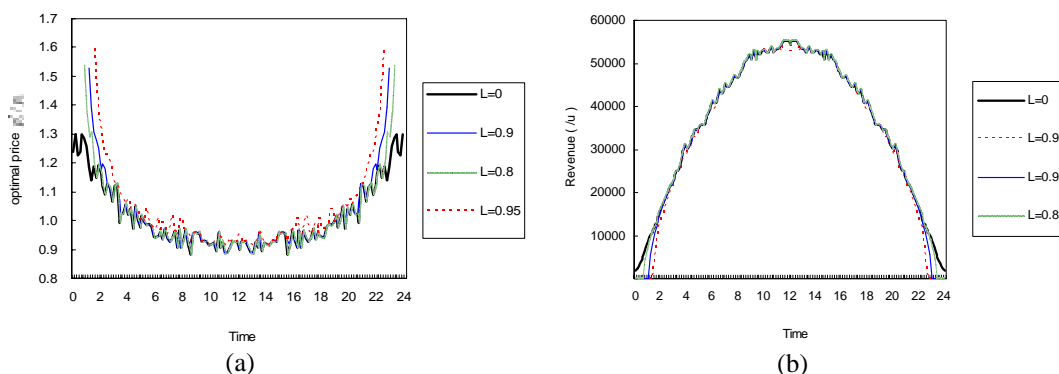 1.7
1.6
1.5
1.4
1.3
1.2
1.1
1.0
0.9
0.8
optimal price
0 2 4 6 8 10 12 14 16 18 20 22 24
Time
L=0
L=0.9
L=0.8
L=0.95
(a)
60000
50000
40000
30000
20000
10000
Revenue ( /u )
0 2 4 6 8 10 12 14 16 18 20 22 24
Time
L=0
L=0.9
L=0.9
L=0.8
(b)